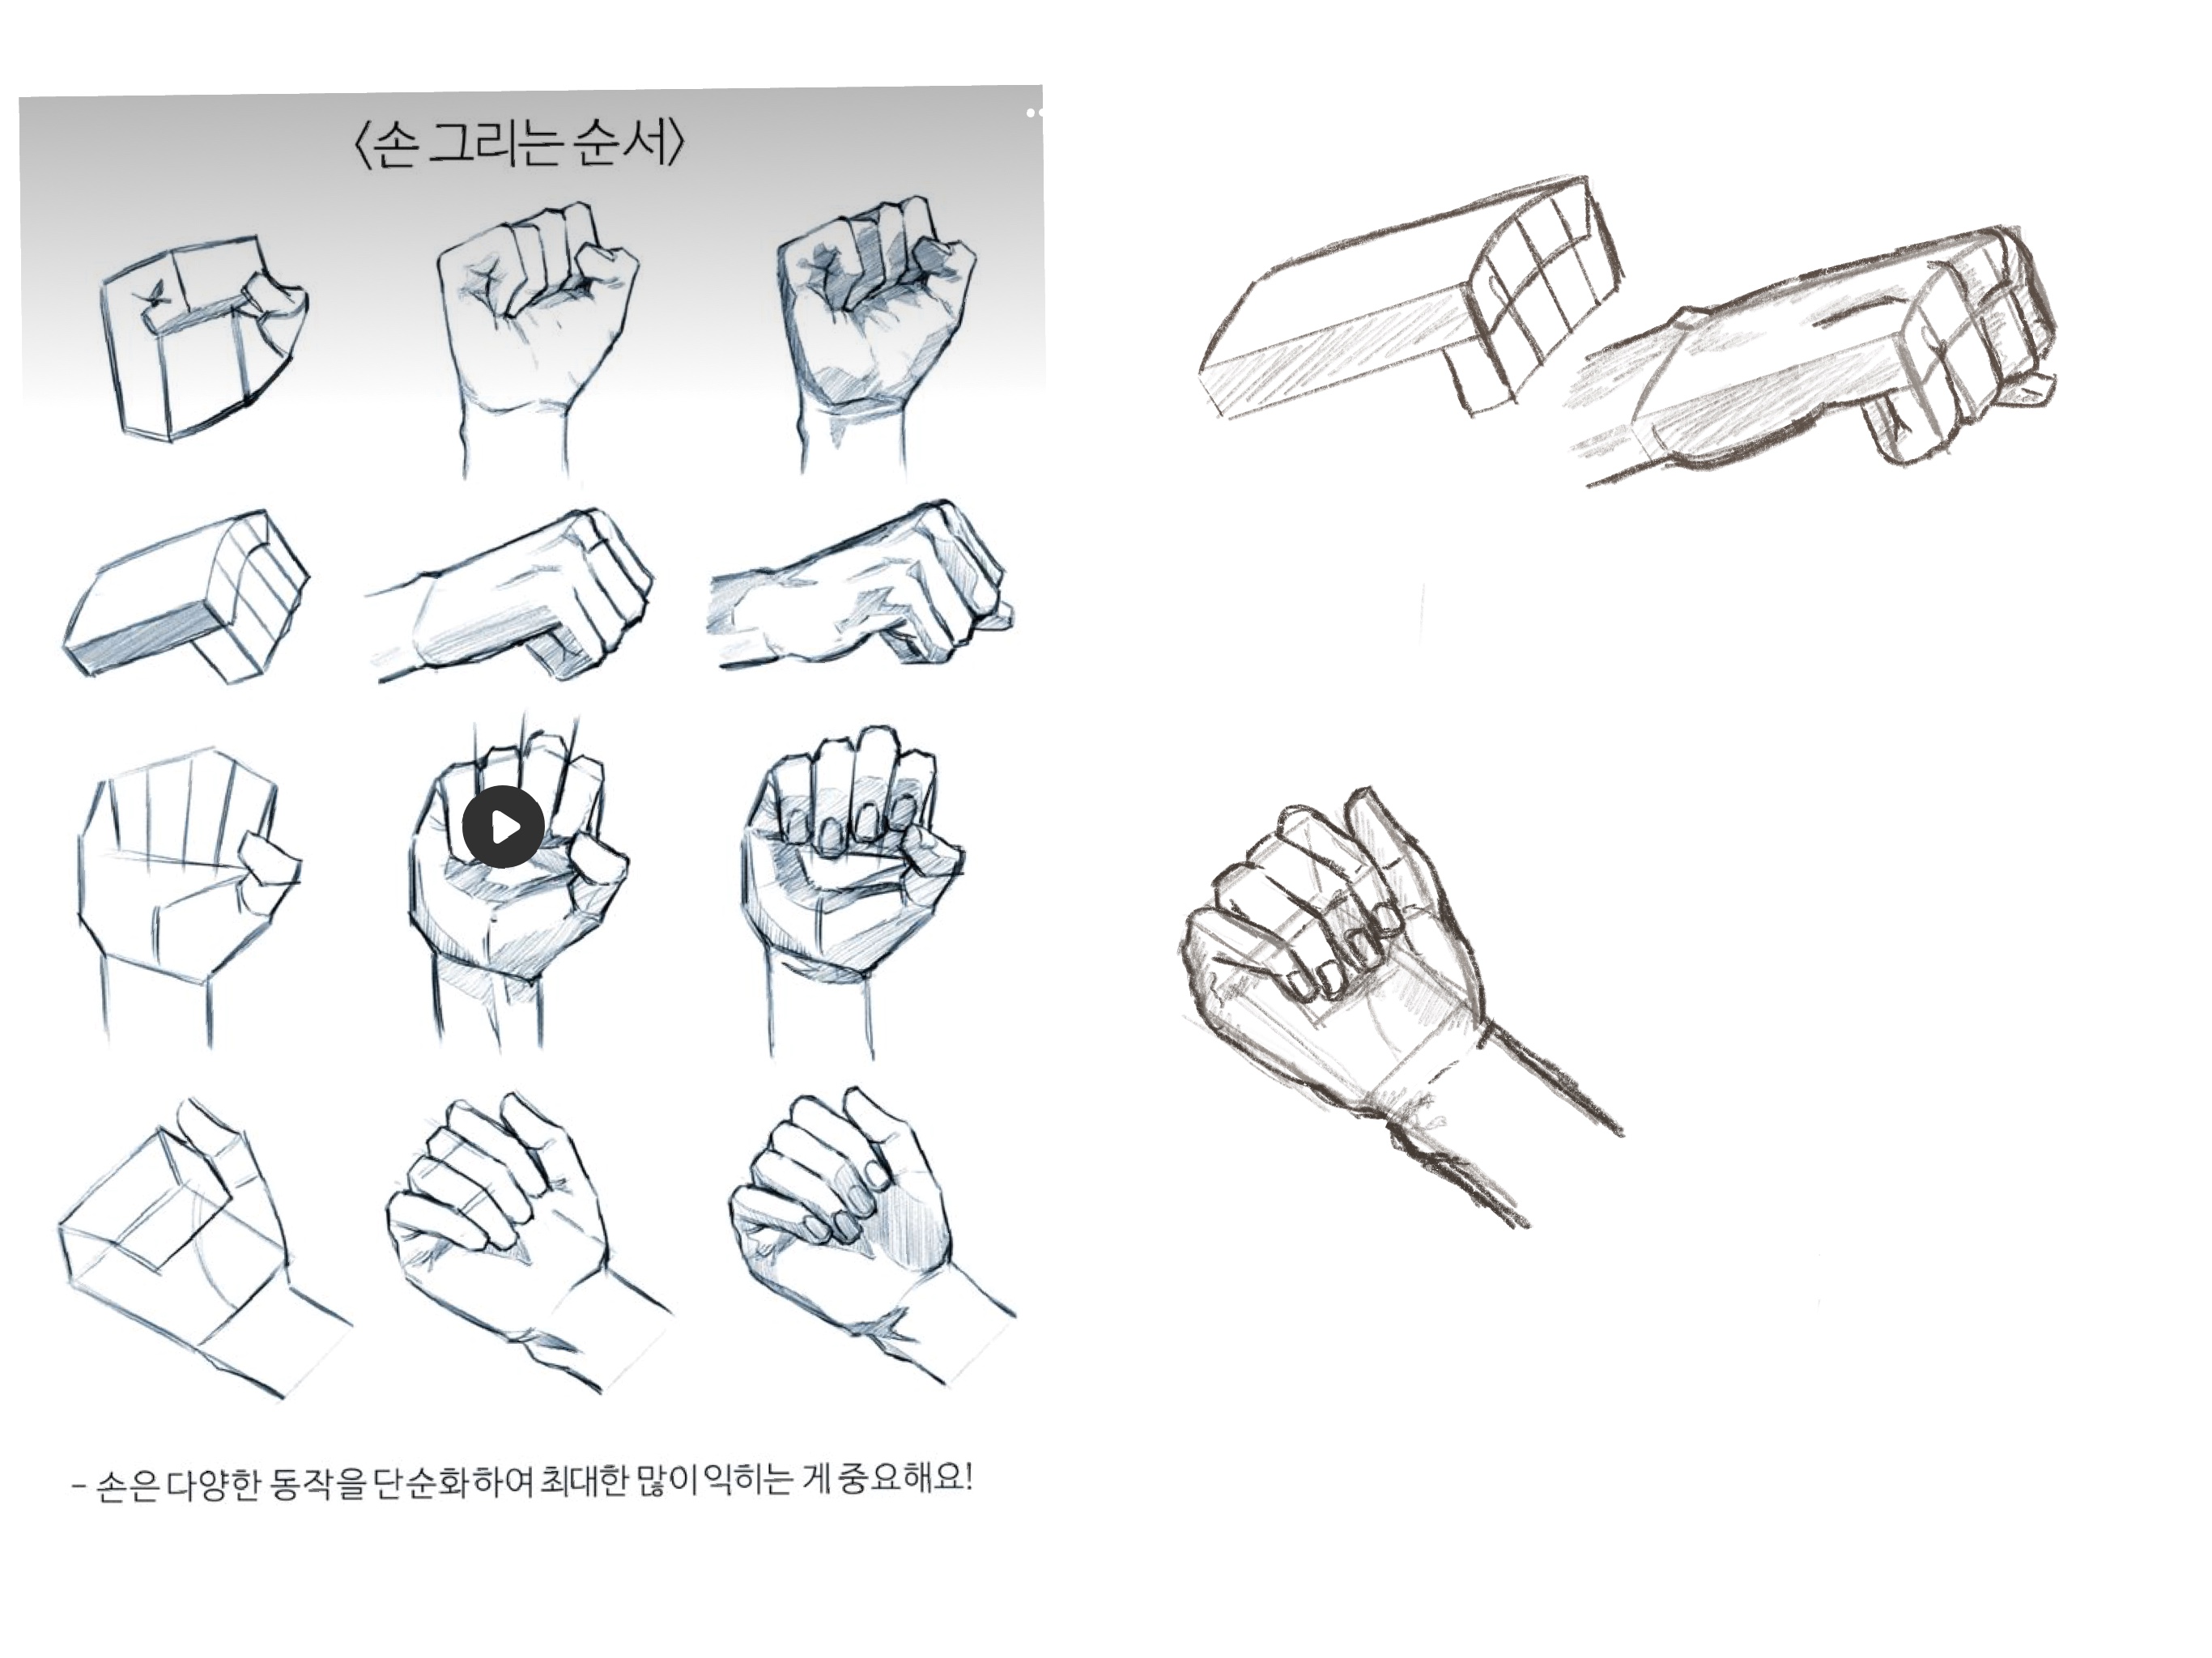 <손 그리는 순서>
- 손은 다양한 동작을 단순화하여 최대한 많이 익히는 게 중요해요!